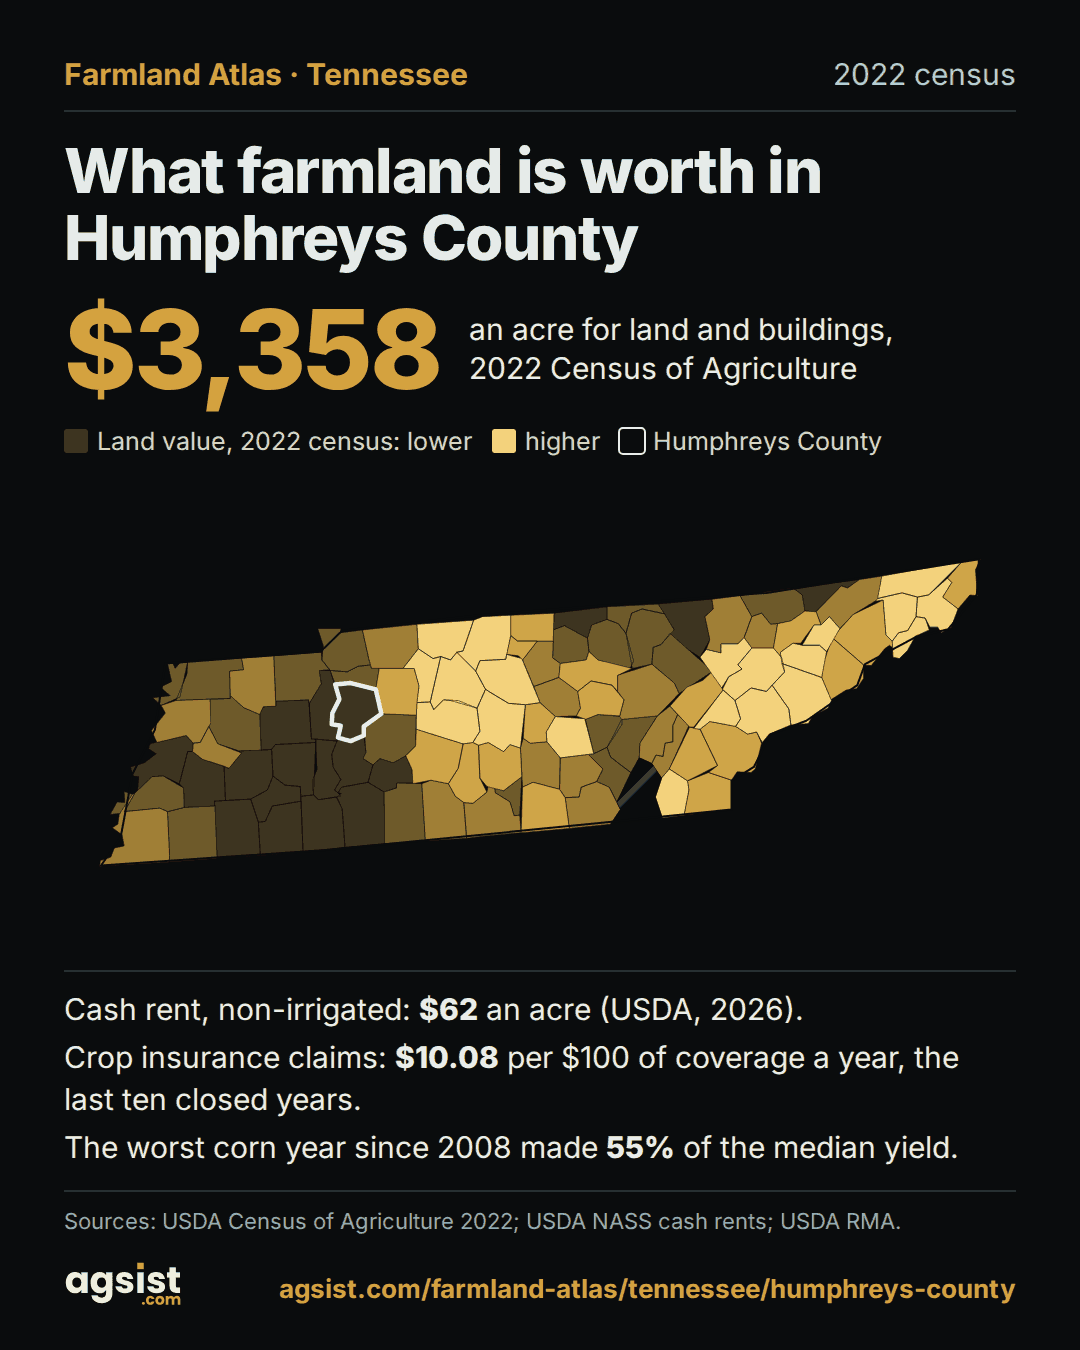 Farmland Atlas · Tennessee
2022 census
What farmland is worth in
Humphreys County
$3,358
an acre for land and buildings,
2022 Census of Agriculture
Land value, 2022 census: lower
higher
Humphreys County
Cash rent, non-irrigated: $62 an acre (USDA, 2026).
Crop insurance claims: $10.08 per $100 of coverage a year, the
last ten closed years.
The worst corn year since 2008 made 55% of the median yield.
Sources: USDA Census of Agriculture 2022; USDA NASS cash rents; USDA RMA.
agsist
.com
agsist.com/farmland-atlas/tennessee/humphreys-county